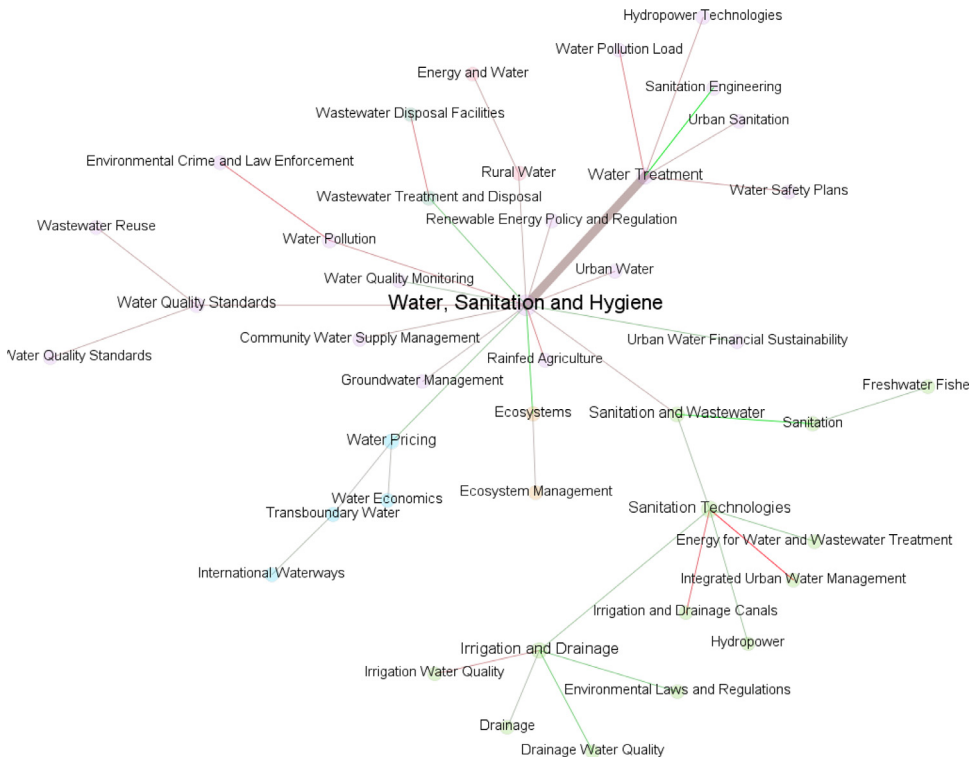 Hydropower Technologies
Water Pollution Load
Energy and Water
Sanitation Engineering
Wastewater Disposal Facilities
Urban Sanitation
Environmental Crime and Law Enforcement
Rural Water
Water Treatment
Water Safety Plans
Wastewater Treatment and Disposal
Renewable Energy Policy and Regulation
Wastewater Reuse
Water Pollution
Urban Water
Water Quality Monitoring
Water Quality Standards
Water, Sanitation and Hygiene
Community Water Supply Management
Urban Water Financial Sustainability
Water Quality Standards
Rainfed Agriculture
Groundwater Management
Freshwater Fishe
Ecosystems
Sanitation and Wastewater
Sanitation
Water Pricing
Ecosystem Management
Water Economics
Transboundary Water
Sanitation Technologies
Energy for Water and Wastewater Treatment
International Waterways
Integrated Urban Water Management
Irrigation and Drainage Canals
Hydropower
Irrigation and Drainage
Irrigation Water Quality
Environmental Laws and Regulations
Drainage
Drainage Water Quality